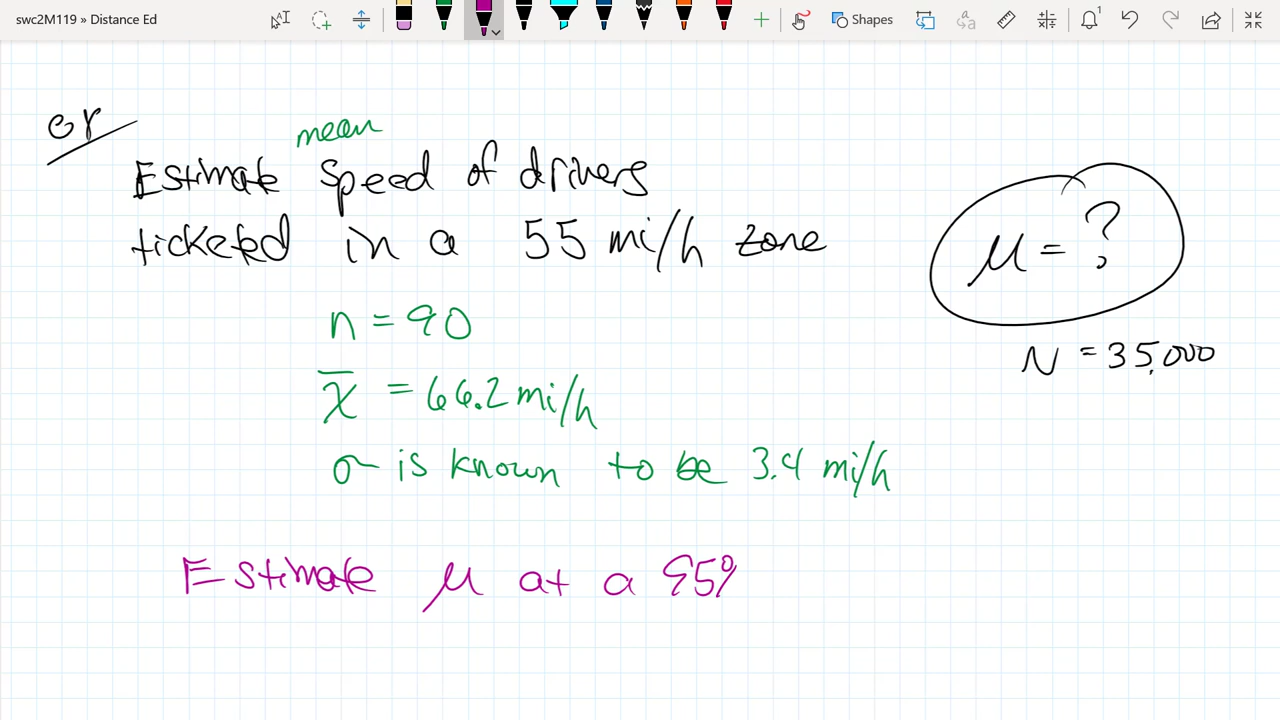 swc2M119 » Distance Ed
Shapes
or
mean
Estimate speed of drivers
ticketed in a 55 mi/h zone
μ = ?
N = 35,000
n = 90
x̄ = 66.2 mi/h
σ is known to be 3.4 mi/h
Estimate μ at a 95%